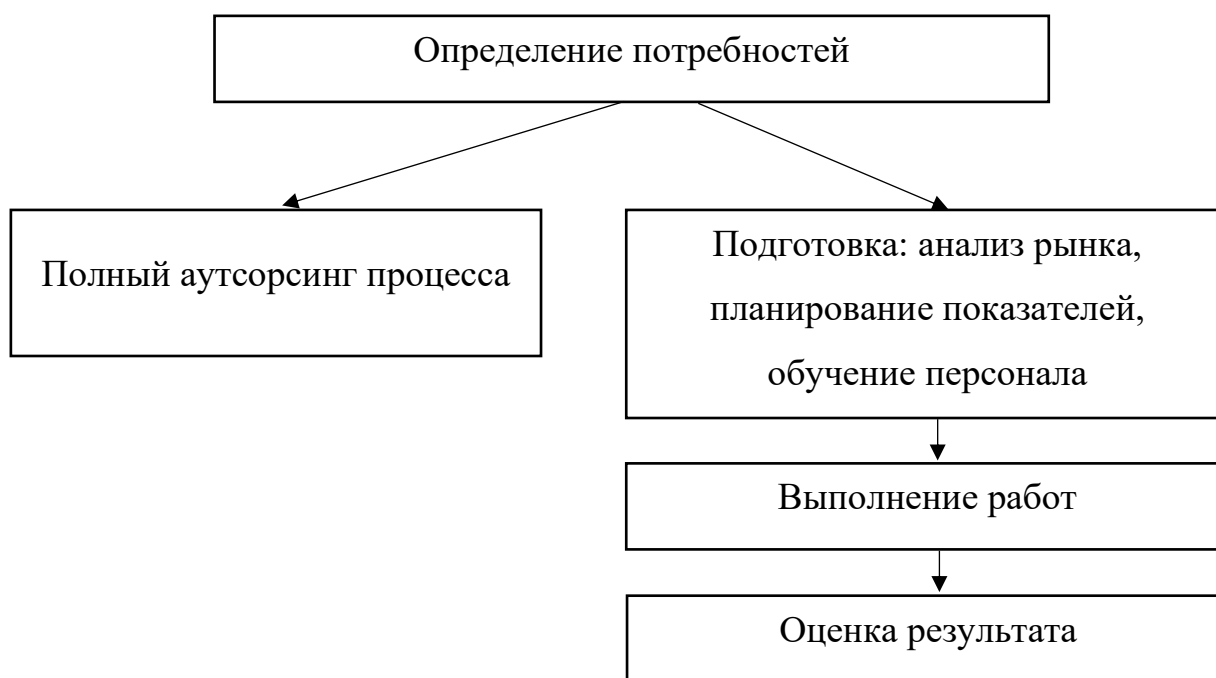 Определение потребностей
Полный аутсорсинг процесса
Подготовка: анализ рынка,
планирование показателей,
обучение персонала
Выполнение работ
Оценка результата